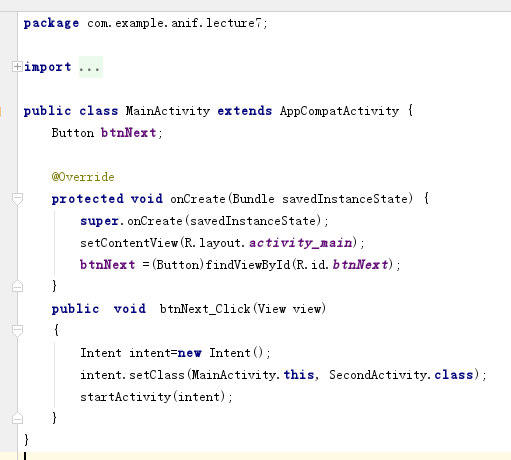 package com.example.anif.lecture7;
import ...
public class MainActivity extends AppCompatActivity {
Button btnNext;
@Override
protected void onCreate(Bundle savedInstanceState) {
super.onCreate(savedInstanceState);
setContentView(R.layout.activity_main);
btnNext =(Button)findViewById(R.id.btnNext);
}
public  void  btnNext_Click(View view)
{
Intent intent=new Intent();
intent.setClass(MainActivity.this, SecondActivity.class);
startActivity(intent);
}
}